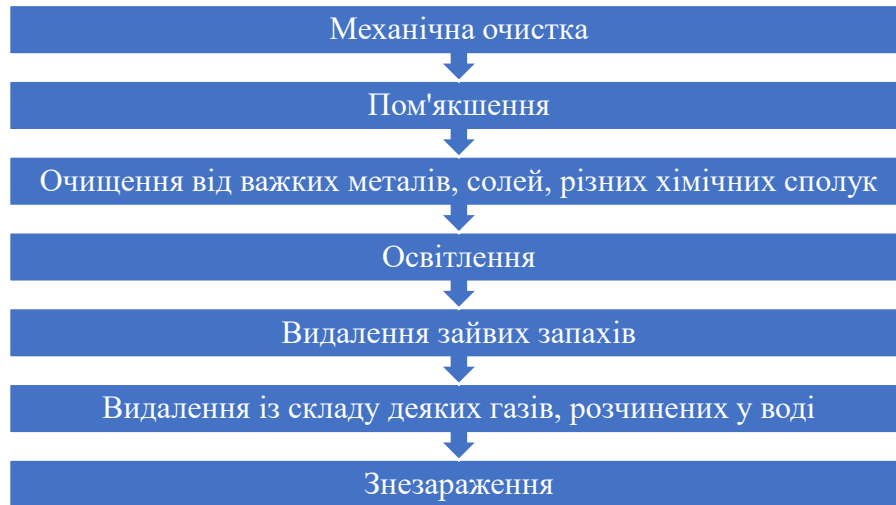 Механічна очистка
Пом'якшення
Очищення від важких металів, солей, різних хімічних сполук
Освітлення
Видалення зайвих запахів
Видалення із складу деяких газів, розчинених у воді
Знезараження